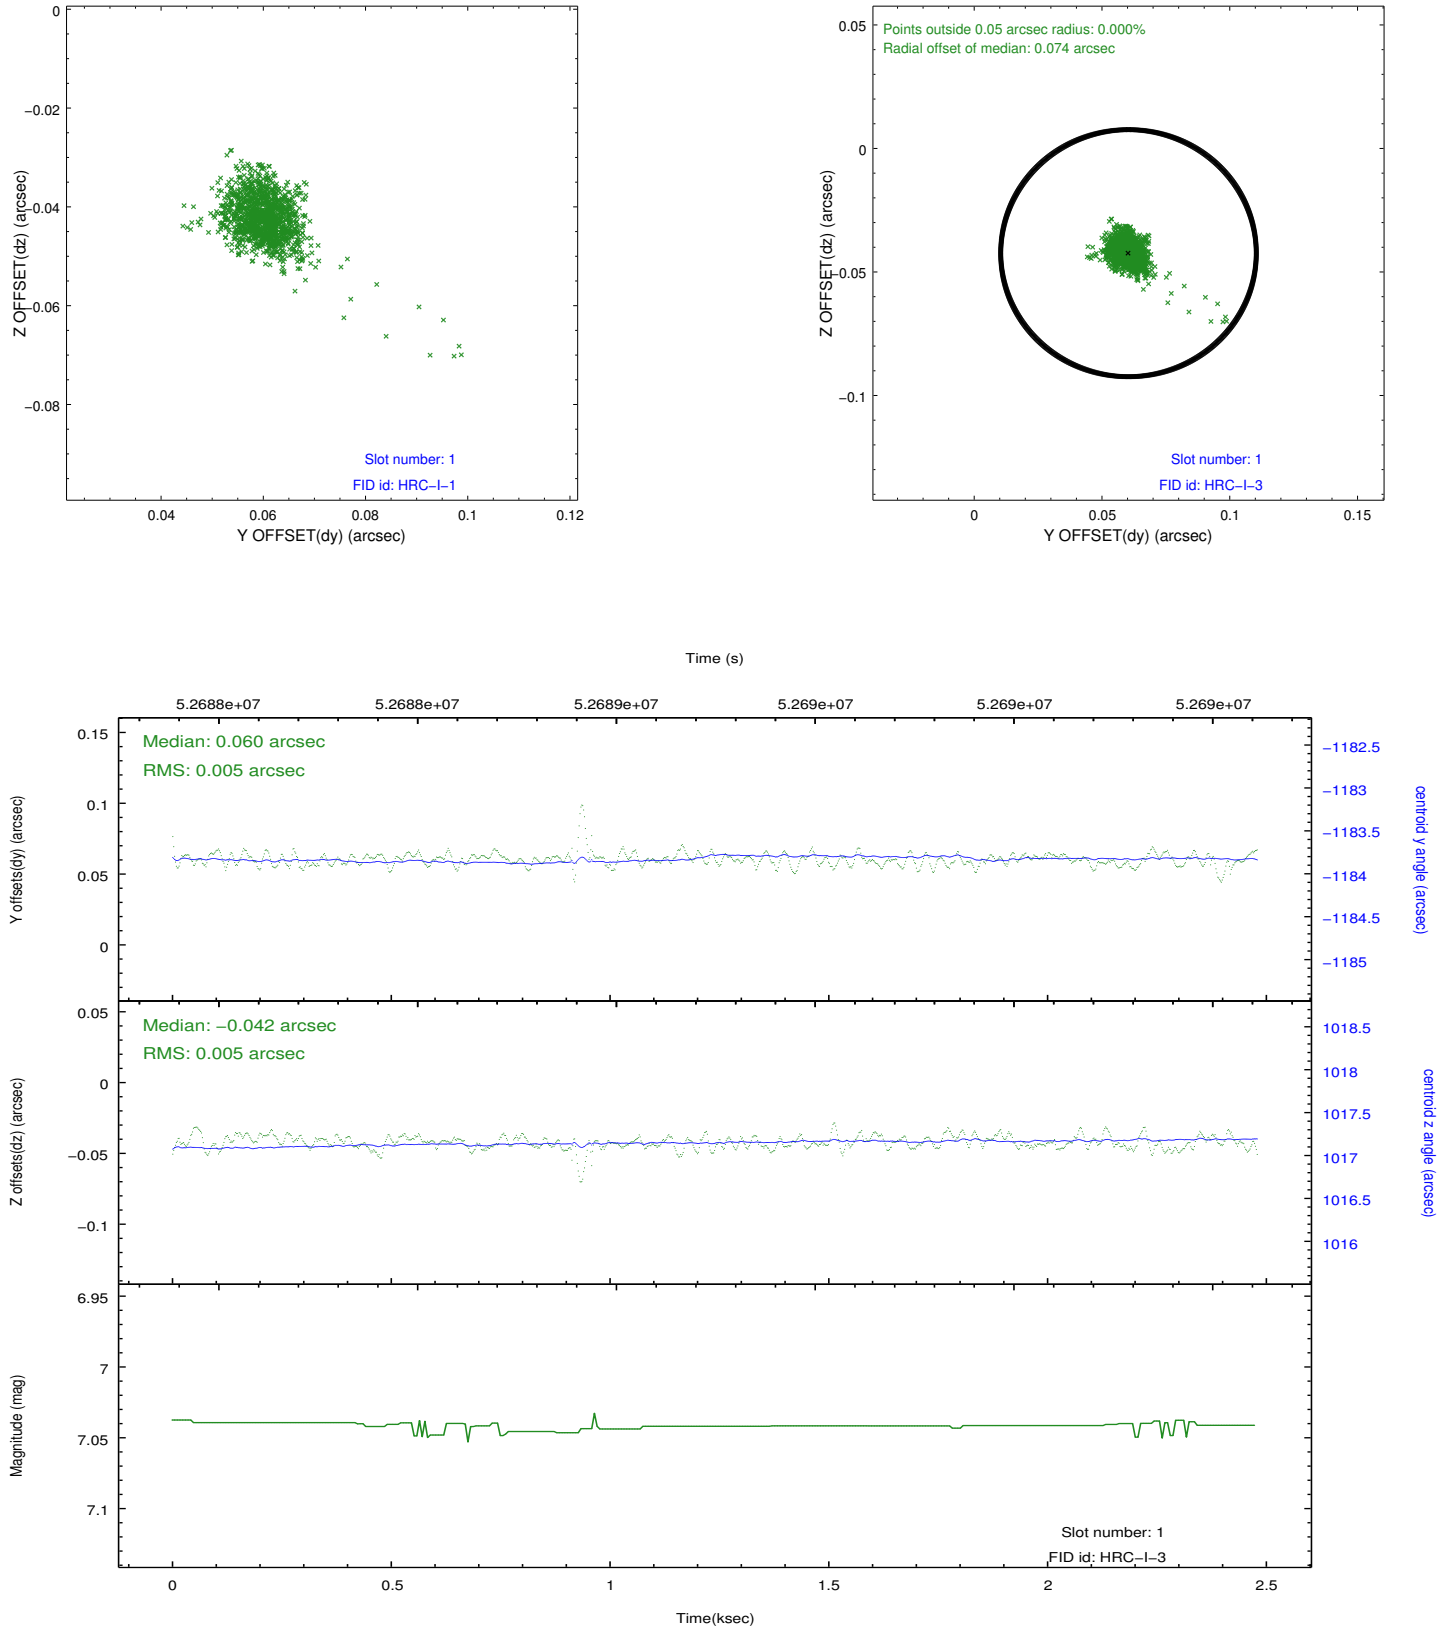 0
−0.02
−0.04
−0.06
−0.08
Z OFFSET(dz) (arcsec)
Slot number: 1
FID id: HRC−I−1
0.04
0.06
0.08
0.1
0.12
Y OFFSET(dy) (arcsec)
Points outside 0.05 arcsec radius: 0.000%
Radial offset of median: 0.074 arcsec
0.05
0
−0.05
−0.1
Z OFFSET(dz) (arcsec)
Slot number: 1
FID id: HRC−I−3
0
0.05
0.1
0.15
Y OFFSET(dy) (arcsec)
Time (s)
5.2688e+07
5.2688e+07
5.2689e+07
5.269e+07
5.269e+07
5.269e+07
Median: 0.060 arcsec
RMS: 0.005 arcsec
0.15
0.1
0.05
0
Y offsets(dy) (arcsec)
−1182.5
−1183
−1183.5
−1184
−1184.5
−1185
centroid y angle (arcsec)
Median: −0.042 arcsec
RMS: 0.005 arcsec
0.05
0
−0.05
−0.1
Z offsets(dz) (arcsec)
1018.5
1018
1017.5
1017
1016.5
1016
centroid z angle (arcsec)
6.95
7
7.05
7.1
Magnitude (mag)
Slot number: 1
FID id: HRC−I−3
0
0.5
1
1.5
2
2.5
Time(ksec)